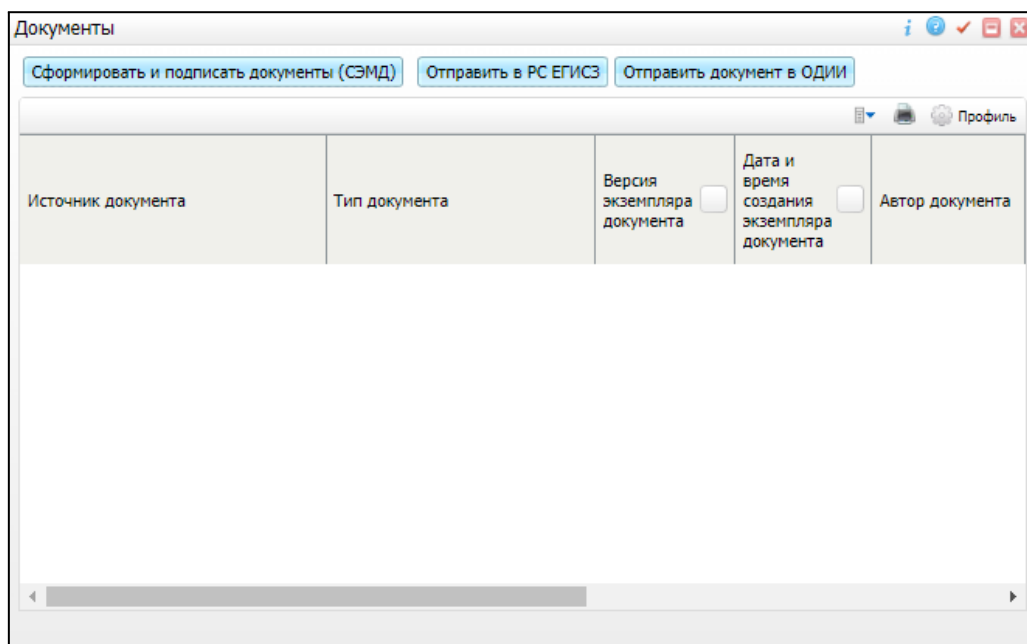 Документы
Сформировать и подписать документы (СЭМД) Отправить в РС ЕГИСЗ Отправить документ в ОДИИ
Профиль
Источник документа
Тип документа
Версия
экземпляра
документа
Дата и
время
создания
экземпляра
документа
Автор документа